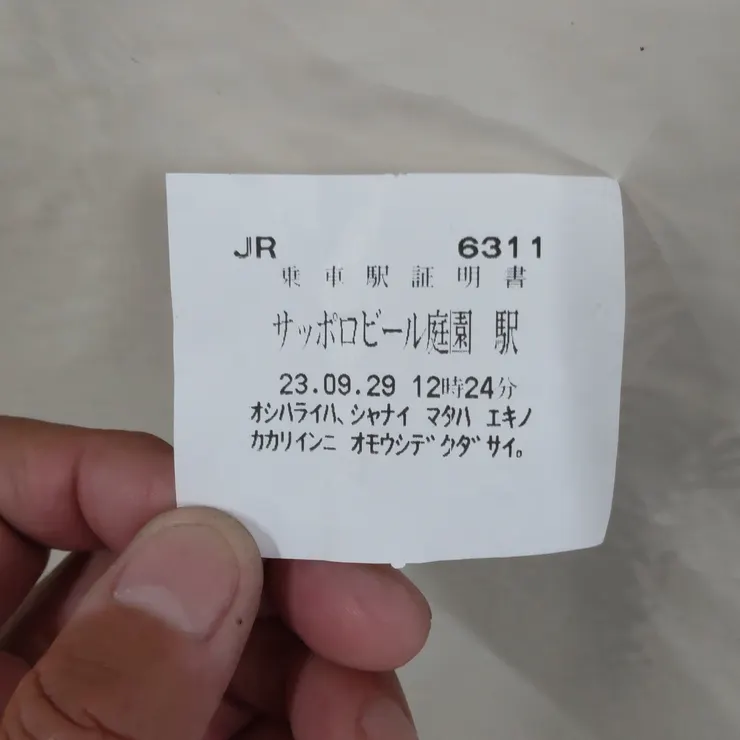 JR 6311
乗車駅証明書
サッポロビール庭園 駅
23.09.29 12時24分
オシハライハ、シャナイ マタハ エキノ
カカリインニ オモウシデクダサイ。